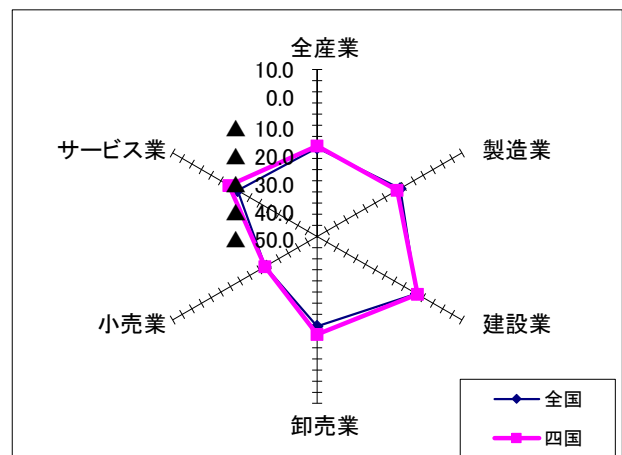 全産業
10.0
0.0
▲ 10.0
▲ 20.0
▲ 30.0
▲ 40.0
▲ 50.0
製造業
建設業
卸売業
小売業
サービス業
全国
四国